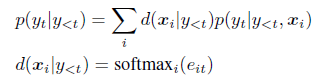 p(y_t|y_{<t}) = \sum_i d(\boldsymbol{x}_i|y_{<t})p(y_t|y_{<t}, \boldsymbol{x}_i)
d(\boldsymbol{x}_i|y_{<t}) = \text{softmax}_i(e_{it})